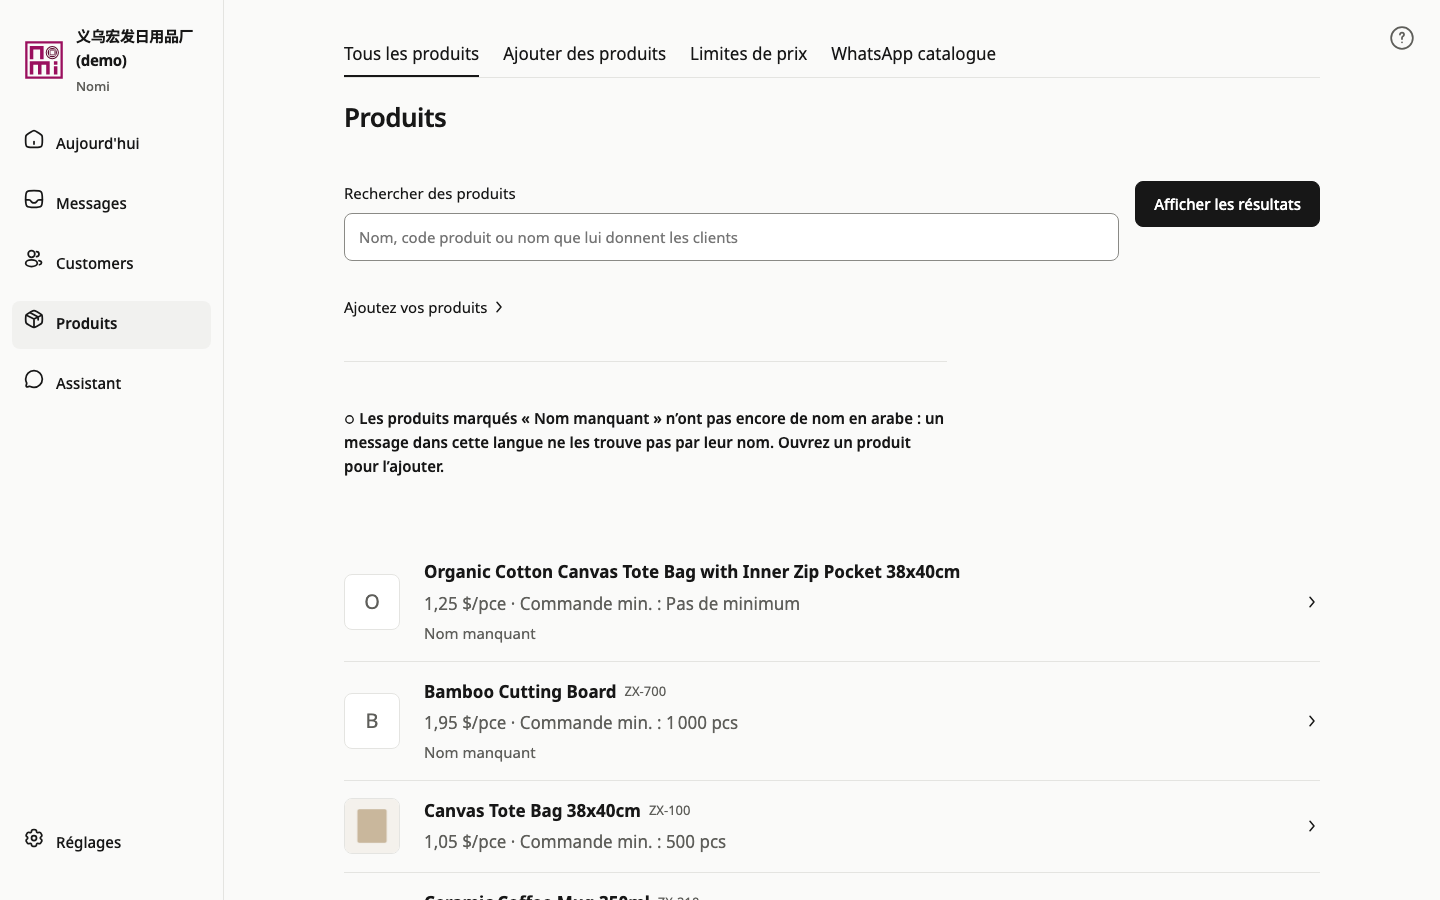 义乌宏发日用品厂
(demo)
Nomi
Aujourd'hui
Messages
Customers
Produits
Assistant
Réglages
Tous les produits
Ajouter des produits
Limites de prix
WhatsApp catalogue
Produits
Rechercher des produits
Nom, code produit ou nom que lui donnent les clients
Afficher les résultats
Ajoutez vos produits
Les produits marqués « Nom manquant » n’ont pas encore de nom en arabe : un
message dans cette langue ne les trouve pas par leur nom. Ouvrez un produit
pour l’ajouter.
O
Organic Cotton Canvas Tote Bag with Inner Zip Pocket 38x40cm
1,25 $/pce · Commande min. : Pas de minimum
Nom manquant
B
Bamboo Cutting Board ZX-700
1,95 $/pce · Commande min. : 1 000 pcs
Nom manquant
Canvas Tote Bag 38x40cm ZX-100
1,05 $/pce · Commande min. : 500 pcs
Ceramic Coffee Mug 350ml ZX-210